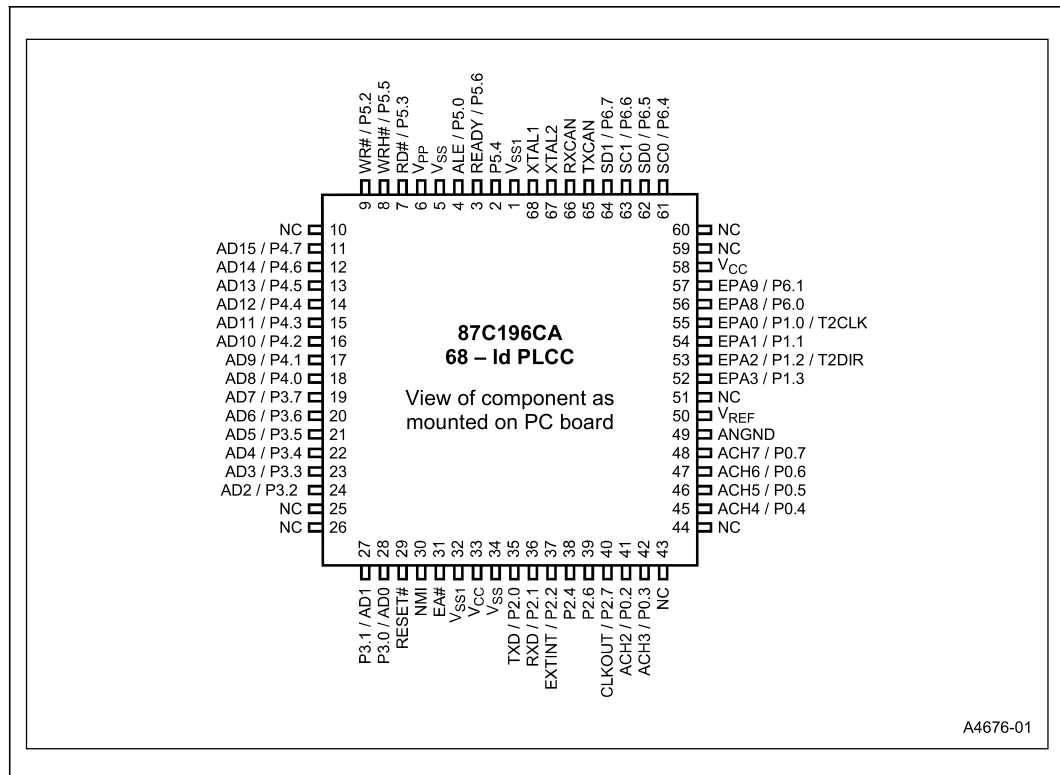 WR# / P5.2
WRH# / P5.5
RD# / P5.3
VPP
VSS
ALE / P5.0
READY / P5.6
P5.4
VSS1
XTAL1
XTAL2
RXCAN
TXCAN
SD1 / P6.7
SC1 / P6.6
SD0 / P6.5
SC0 / P6.4
9 8 7 6 5 4 3 2 1 68 67 66 65 64 63 62 61
NC 10
AD15 / P4.7 11
AD14 / P4.6 12
AD13 / P4.5 13
AD12 / P4.4 14
AD11 / P4.3 15
AD10 / P4.2 16
AD9 / P4.1 17
AD8 / P4.0 18
AD7 / P3.7 19
AD6 / P3.6 20
AD5 / P3.5 21
AD4 / P3.4 22
AD3 / P3.3 23
AD2 / P3.2 24
NC 25
NC 26
87C196CA
68 – ld PLCC
View of component as
mounted on PC board
60 NC
59 NC
58 VCC
57 EPA9 / P6.1
56 EPA8 / P6.0
55 EPA0 / P1.0 / T2CLK
54 EPA1 / P1.1
53 EPA2 / P1.2 / T2DIR
52 EPA3 / P1.3
51 NC
50 VREF
49 ANGND
48 ACH7 / P0.7
47 ACH6 / P0.6
46 ACH5 / P0.5
45 ACH4 / P0.4
44 NC
27 28 29 30 31 32 33 34 35 36 37 38 39 40 41 42 43
P3.1 / AD1
P3.0 / AD0
RESET#
NMI
EA#
VSS1
VCC
VSS
TXD / P2.0
RXD / P2.1
EXTINT / P2.2
P2.4
P2.6
CLKOUT / P2.7
ACH2 / P0.2
ACH3 / P0.3
NC
A4676-01